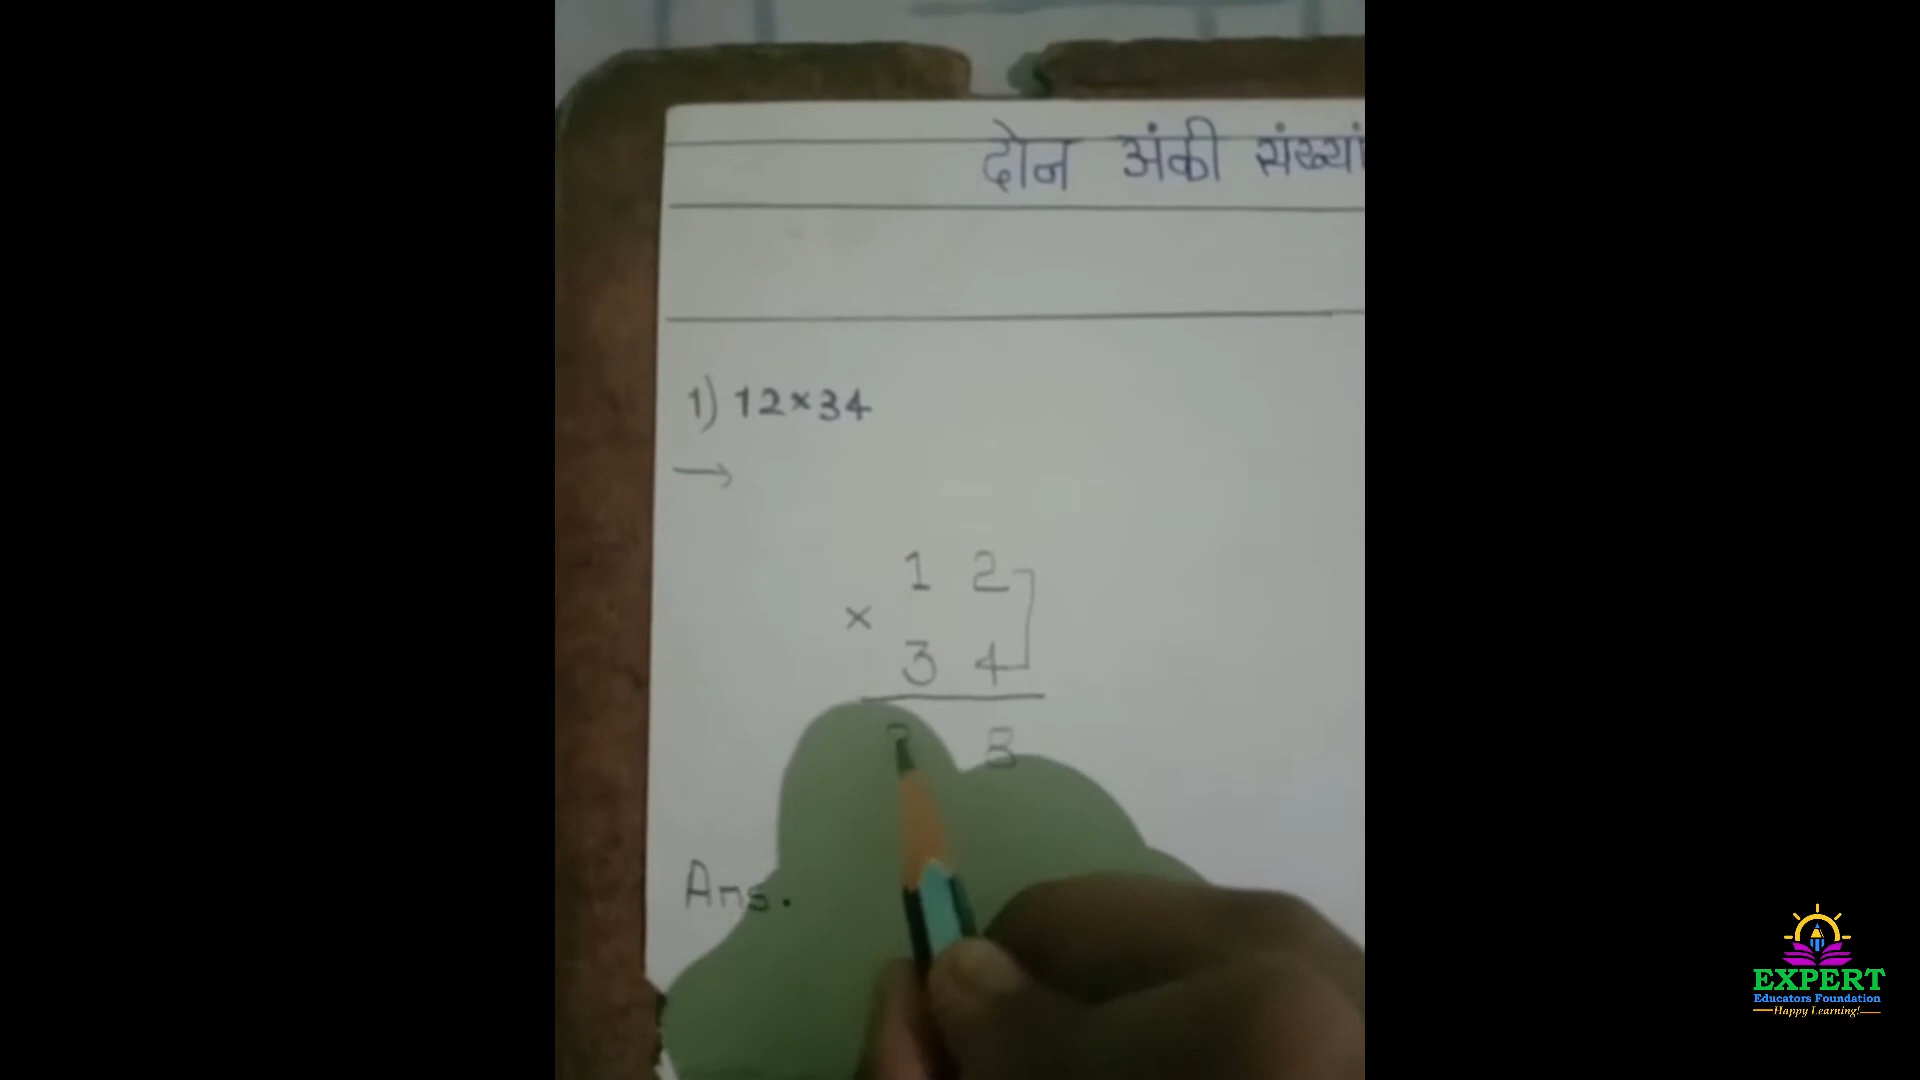 दोन अंकी संख्यां
1) 12×34
→
1 2
×
3 4
8
Ans.
EXPERT
Educators Foundation
Happy Learning!